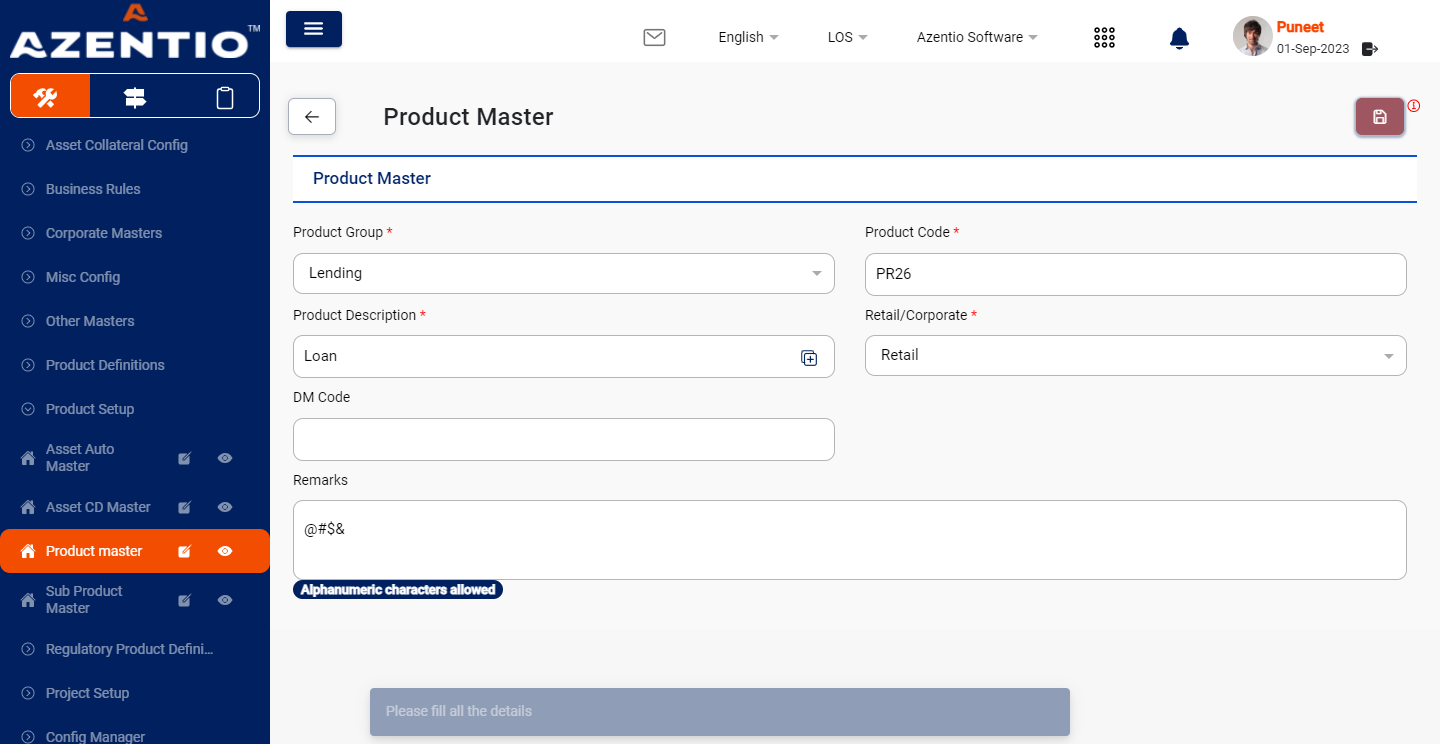 AZENTIO™
Asset Collateral Config
Business Rules
Corporate Masters
Misc Config
Other Masters
Product Definitions
Product Setup
Asset Auto
Master
Asset CD Master
Product master
Sub Product
Master
Regulatory Product Defini...
Project Setup
Config Manager
English
LOS
Azentio Software
Puneet
01-Sep-2023
Product Master
Product Master
Product Group *
Lending
Product Code *
PR26
Product Description *
Loan
Retail/Corporate *
Retail
DM Code
Remarks
@#$&
Alphanumeric characters allowed
Please fill all the details